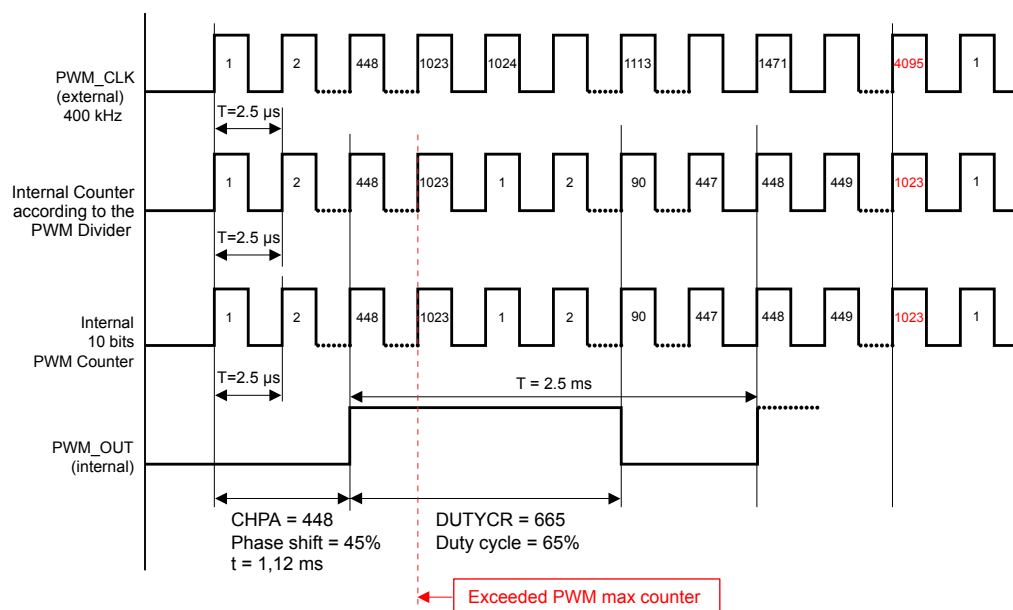 1 2 448 1023 1024 1113 1471 4095 1
PWM_CLK
(external)
400 kHz
T=2.5 µs
1 2 448 1023 1 2 90 447 448 449 1023 1
Internal Counter
according to the
PWM Divider
T=2.5 µs
1 2 448 1023 1 2 90 447 448 449 1023 1
Internal
10 bits
PWM Counter
T=2.5 µs
T = 2.5 ms
PWM_OUT
(internal)
CHPA = 448
Phase shift = 45%
t = 1,12 ms
DUTYCR = 665
Duty cycle = 65%
Exceeded PWM max counter